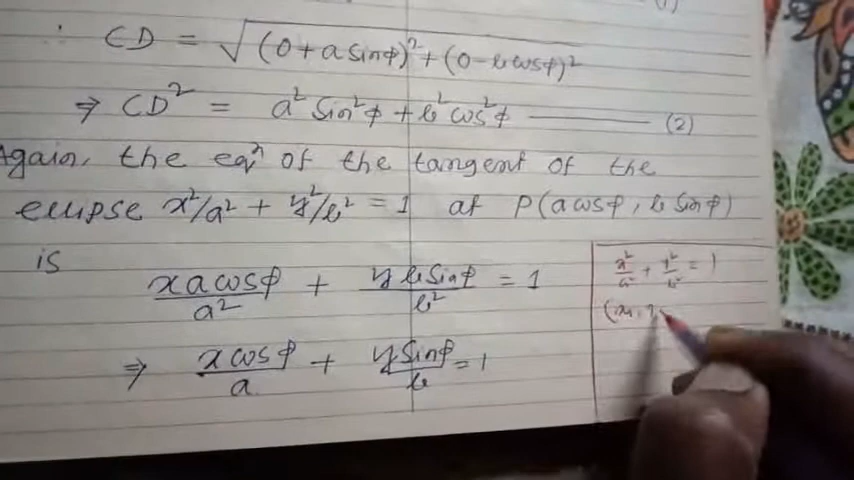 ∴ CD = √(0+a sinφ)² + (0-b cosφ)²
⇒ CD² = a² sin²φ + b² cos²φ ——— (2)
Again, the eqⁿ of the tangent of the
ellipse x²/a² + y²/b² = 1 at P(a cosφ, b sinφ)
is
x a cosφ/a² + y b sinφ/b² = 1
⇒ x cosφ/a + y sinφ/b = 1
x²/a² + y²/b² = 1